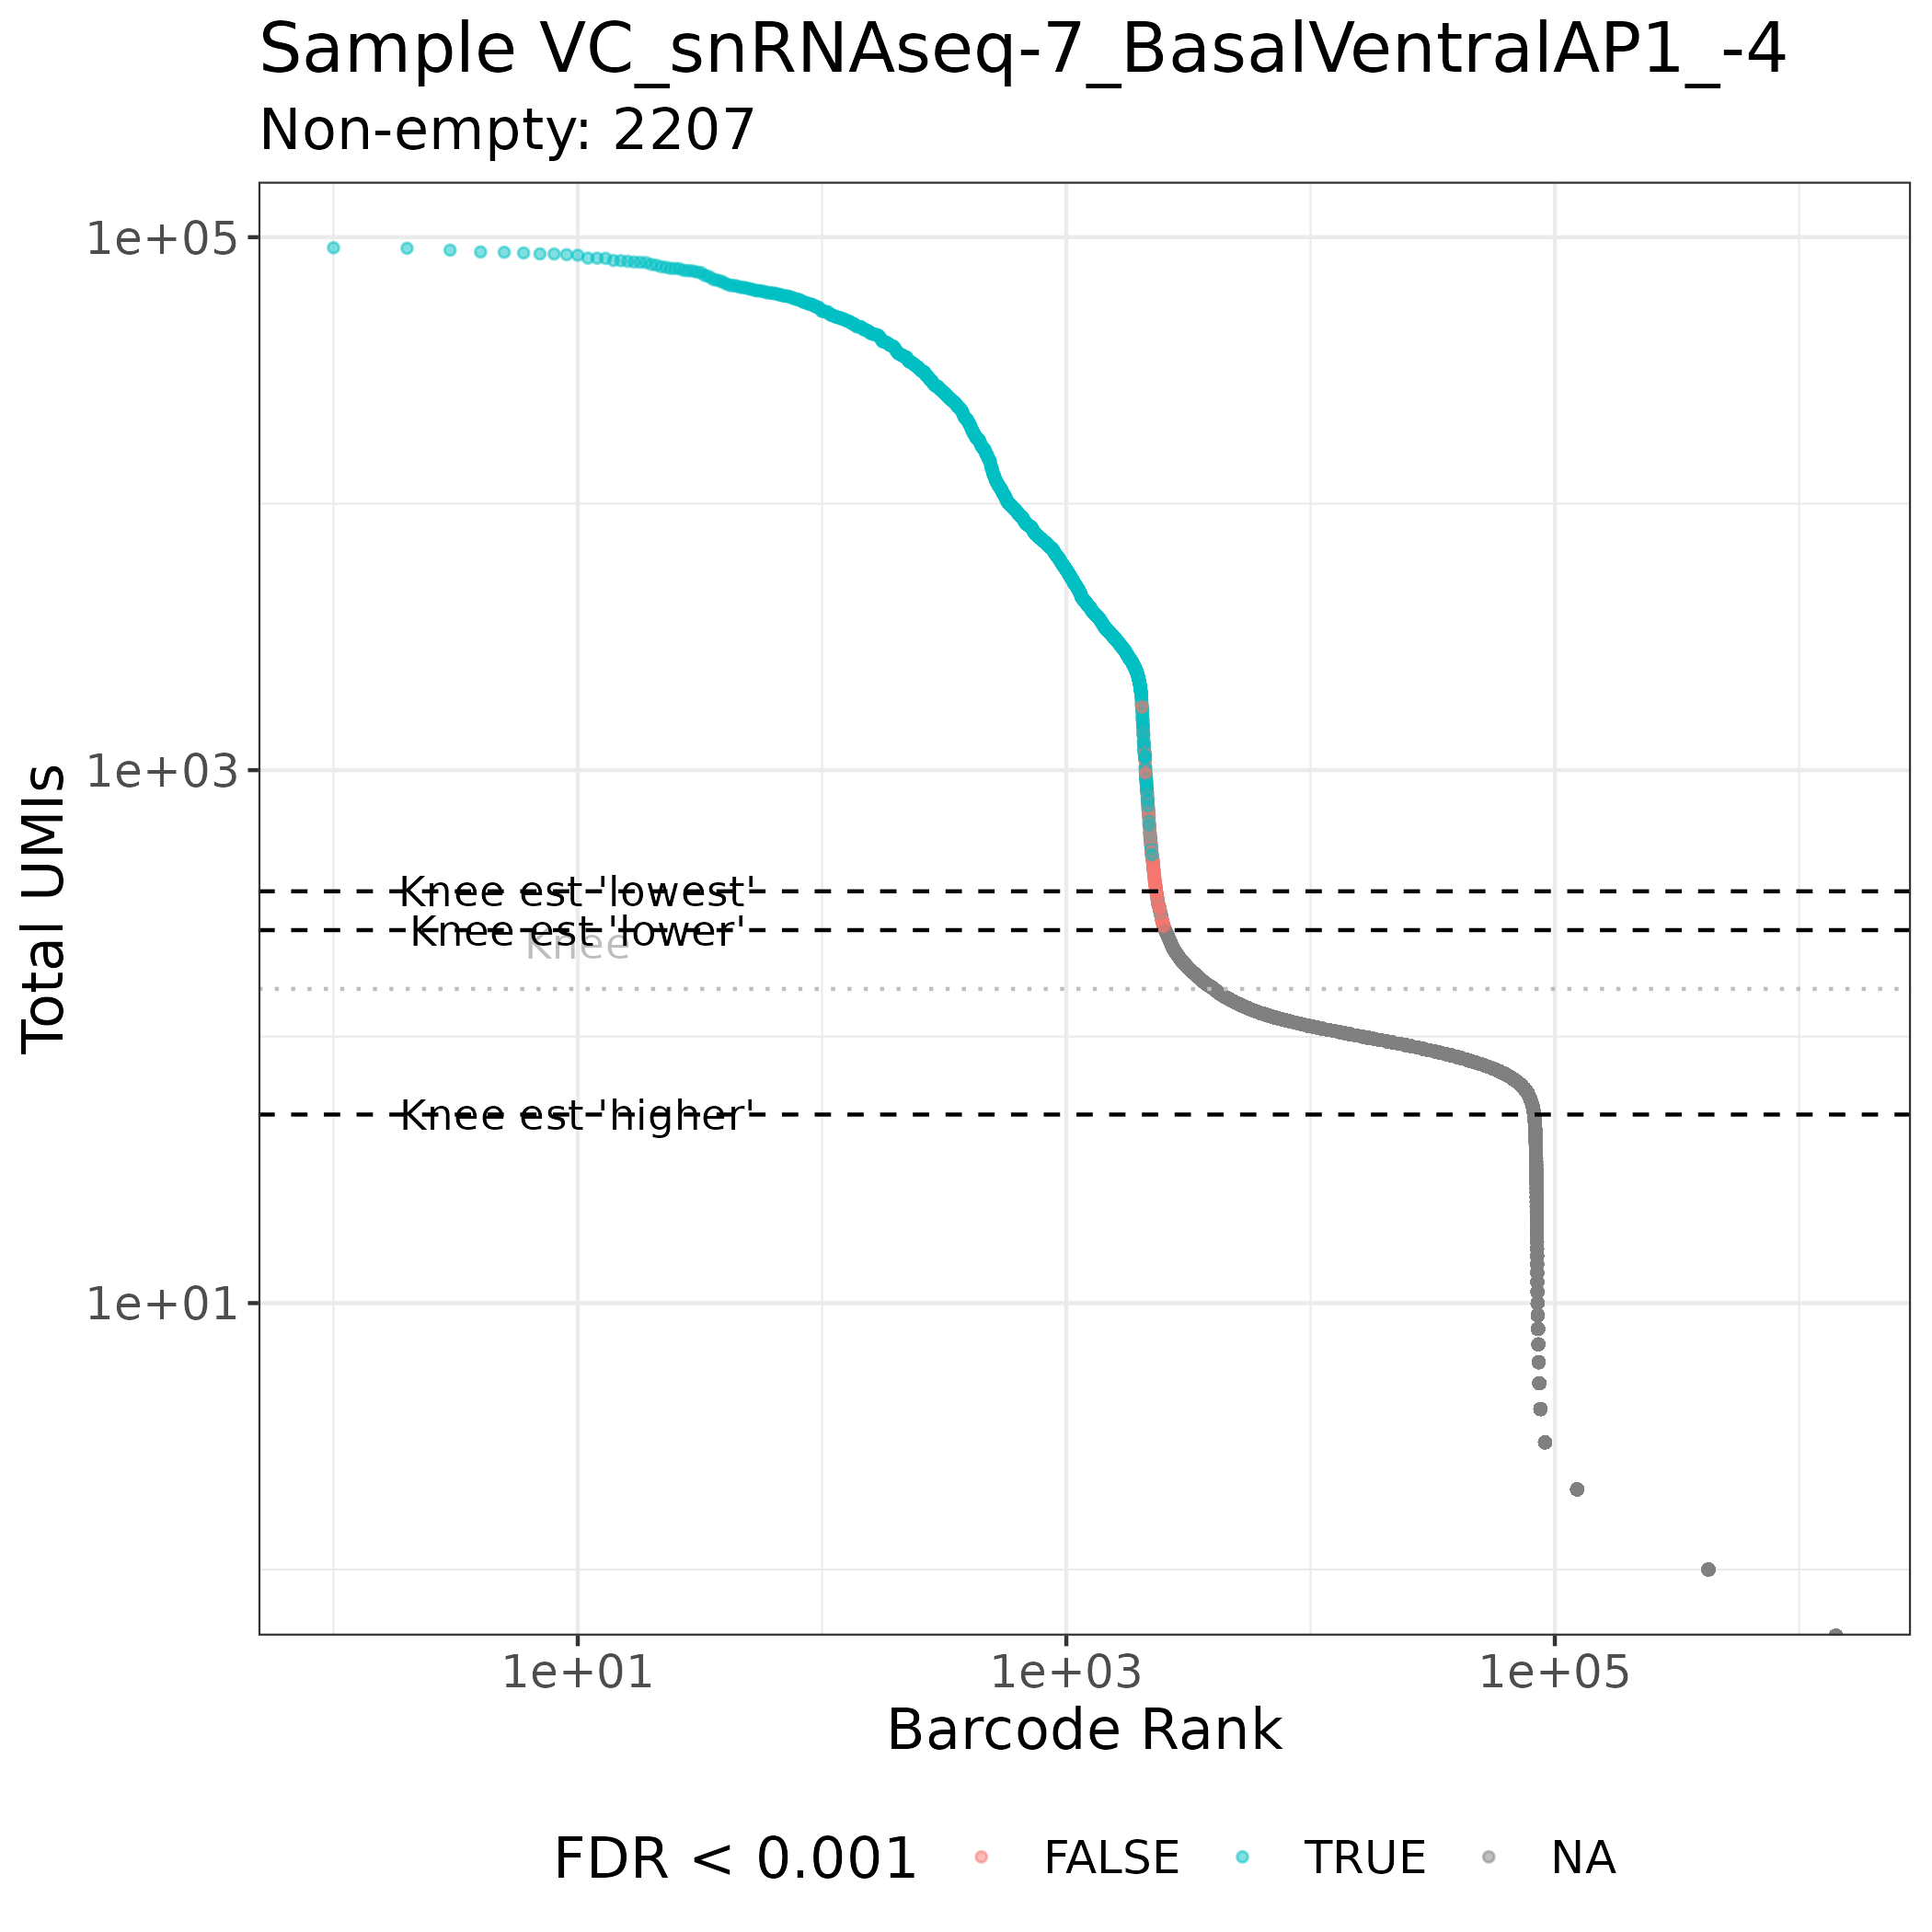 Sample VC_snRNAseq-7_BasalVentralAP1_-4
Non-empty: 2207
Total UMIs
1e+05
1e+03
1e+01
Knee est 'lowest'
Knee est 'lower'
Knee
Knee est 'higher'
1e+01 1e+03 1e+05
Barcode Rank
FDR < 0.001 FALSE TRUE NA